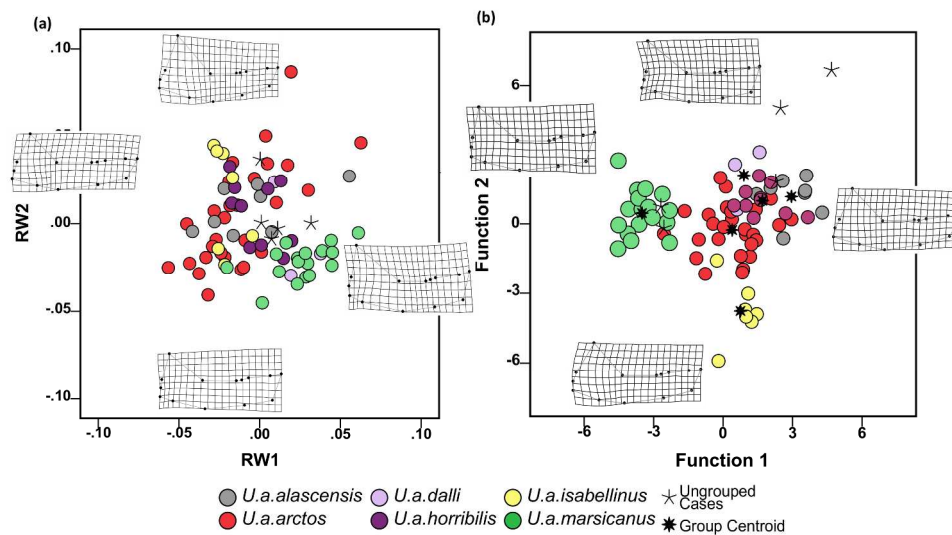 (a)
(b)
.10
.00
-.05
-.10
RW2
-.10
-.05
.00
.05
.10
RW1
6
3
0
-3
-6
Function 2
-6
-3
0
3
6
Function 1
U.a.alascensis
U.a.dalli
U.a.isabellinus
Ungrouped
Cases
U.a.arctos
U.a.horribilis
U.a.marsicanus
Group Centroid